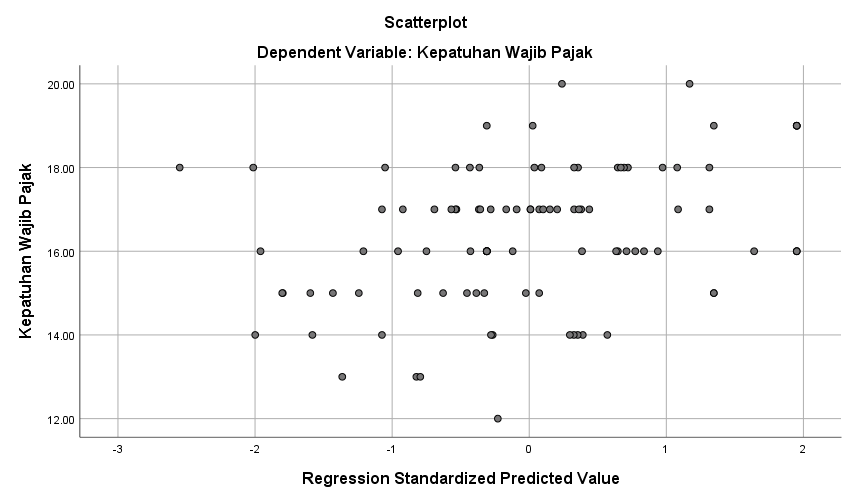 Scatterplot
Dependent Variable: Kepatuhan Wajib Pajak
Kepatuhan Wajib Pajak
20.00
18.00
16.00
14.00
12.00
-3 -2 -1 0 1 2
Regression Standardized Predicted Value